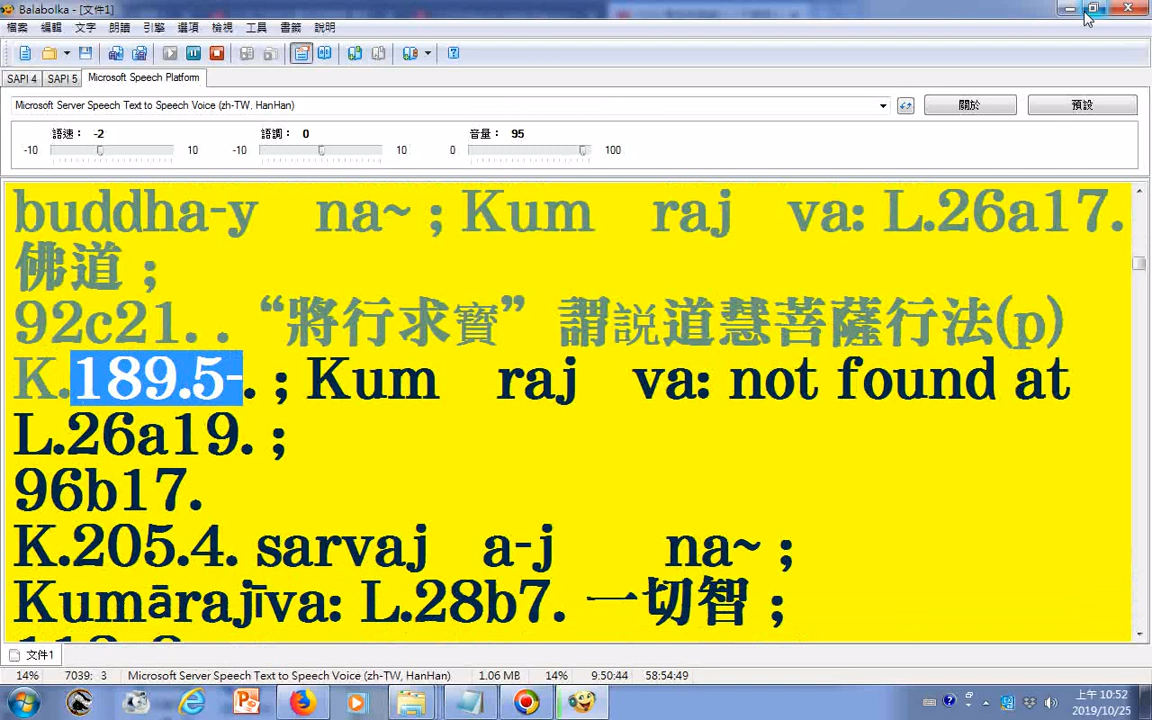 Balabolka - [文件1]
檔案 編輯 文字 朗讀 引擎 選項 檢視 工具 書籤 說明
SAPI 4 SAPI 5 Microsoft Speech Platform
Microsoft Server Speech Text to Speech Voice (zh-TW, HanHan) 關於 預設
語速： -2 語調： 0 音量： 95
-10 10 -10 10 0 100
buddha-y na~ ; Kum raj va: L.26a17.
佛道 ;
92c21. . “將行求寶” 謂説道慧菩薩行法(p)
K.189.5-. ; Kum raj va: not found at
L.26a19. ;
96b17.
K.205.4. sarvaj a-j na~ ;
Kumārajīva: L.28b7. 一切智 ;
文件1
14% 7039: 3 Microsoft Server Speech Text to Speech Voice (zh-TW, HanHan) 1.06 MB 14% 9:50:44 58:54:49
上午 10:52
2019/10/25